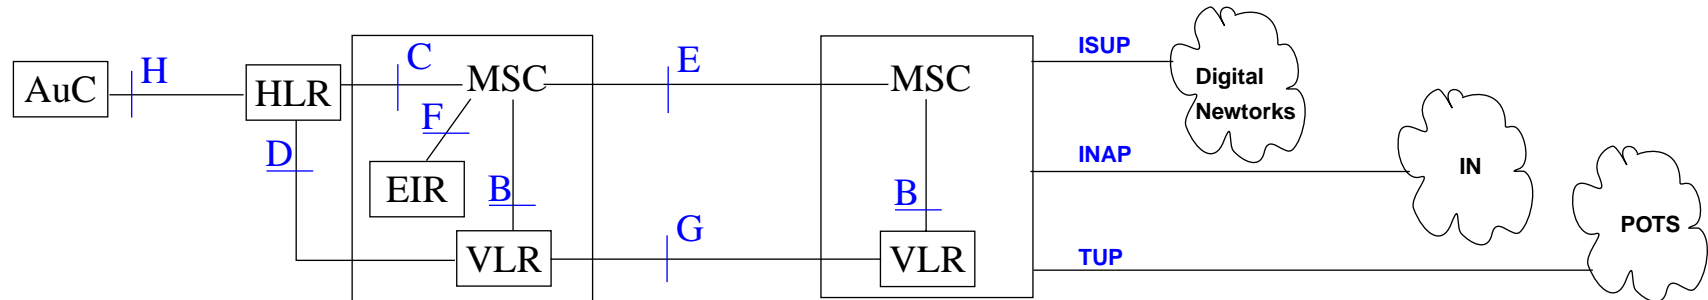 AuC
H
HLR
C
MSC
E
MSC
ISUP
Digital
Newtorks
F
D
EIR
B
B
INAP
IN
VLR
G
VLR
TUP
POTS